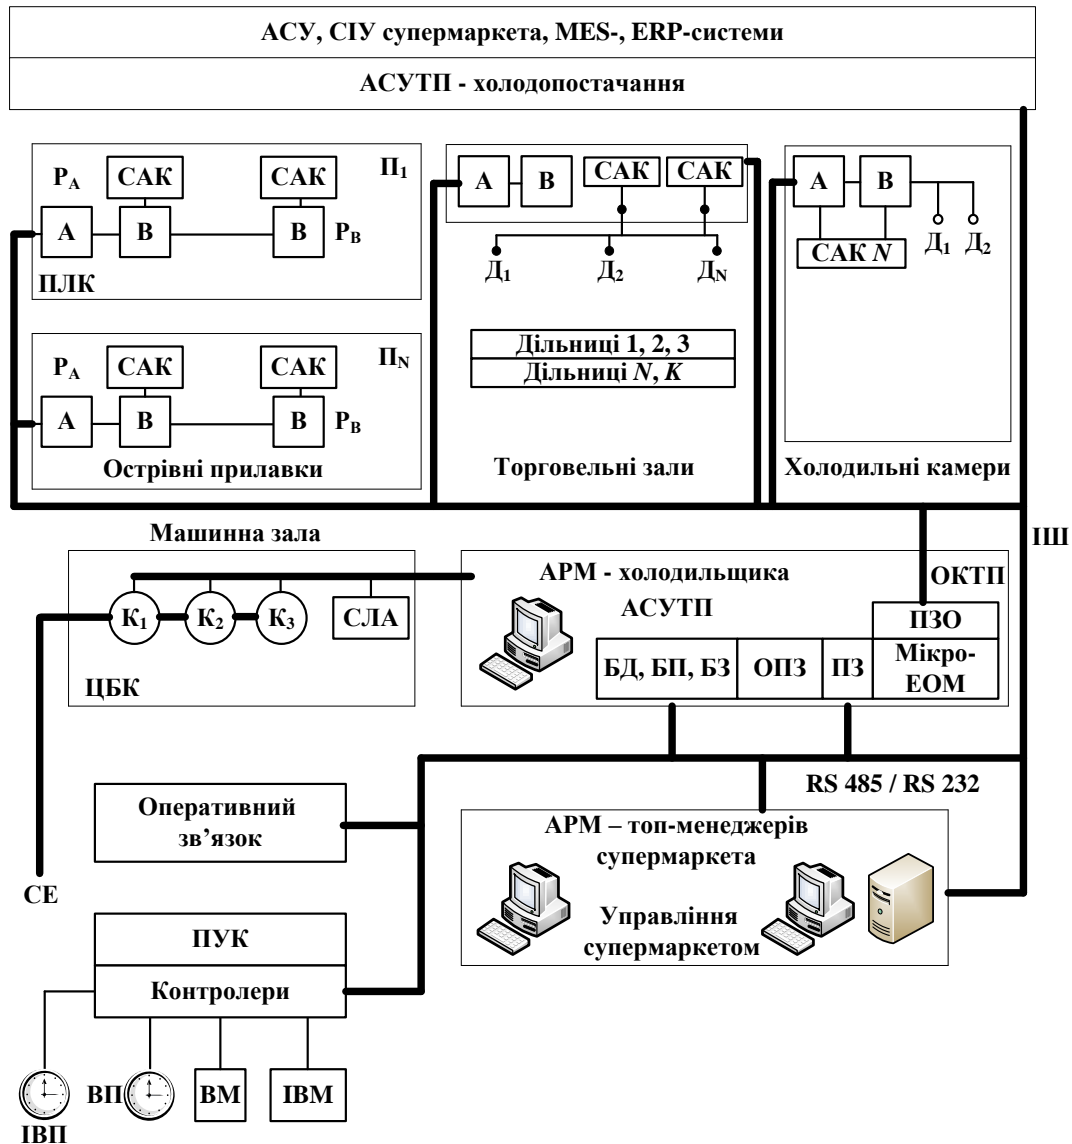 АСУ, СІУ супермаркета, MES-, ERP-системи
АСУТП - холодопостачання
РА САК САК П1
А В В РВ
ПЛК
РА САК САК ПN
А В В РВ
Острівні прилавки
А В САК САК
Д1 Д2 ДN
Дільниці 1, 2, 3
Дільниці N, K
Торговельні зали
А В
САК N Д1 Д2
Холодильні камери
ІШ
Машинна зала
К1 К2 К3 СЛА
ЦБК
СЕ
АРМ - холодильщика
АСУТП
ОКТП
ПЗО
БД, БП, БЗ ОПЗ ПЗ Мікро-
ЕОМ
RS 485 / RS 232
Оперативний
зв’язок
АРМ – топ-менеджерів
супермаркета
Управління
супермаркетом
ПУК
Контролери
ІВП ВП ВМ ІВМ